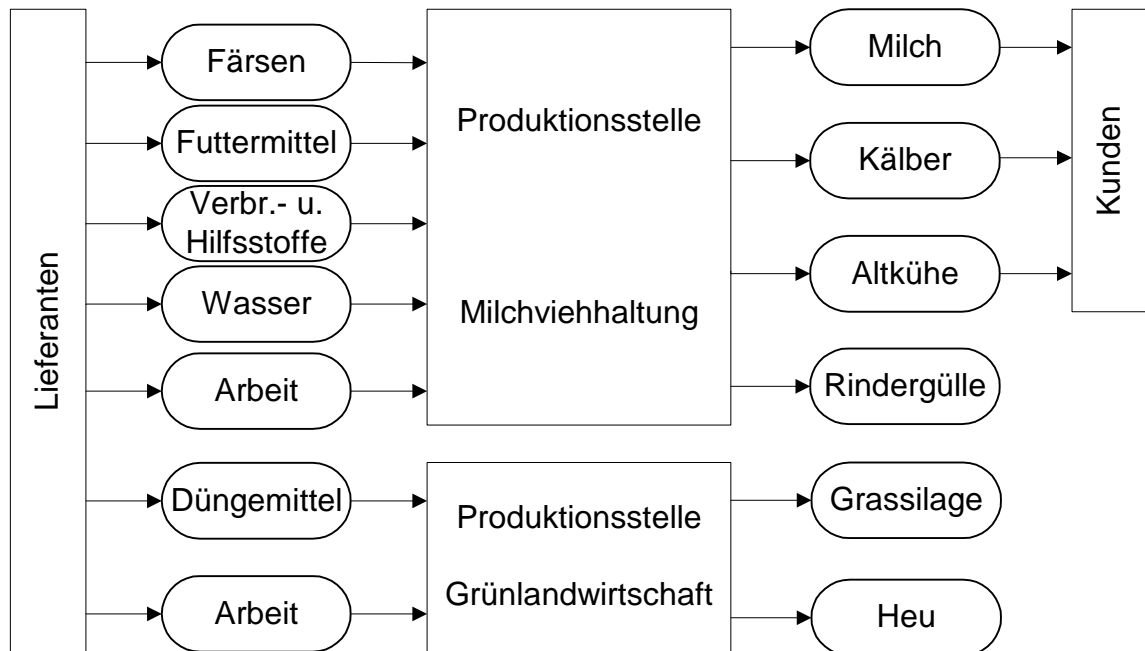 Lieferanten
Färsen
Futtermittel
Verbr.- u.
Hilfsstoffe
Wasser
Arbeit
Düngemittel
Arbeit
Produktionsstelle
Milchviehhaltung
Produktionsstelle
Grünlandwirtschaft
Milch
Kälber
Altkühe
Rindergülle
Grassilage
Heu
Kunden